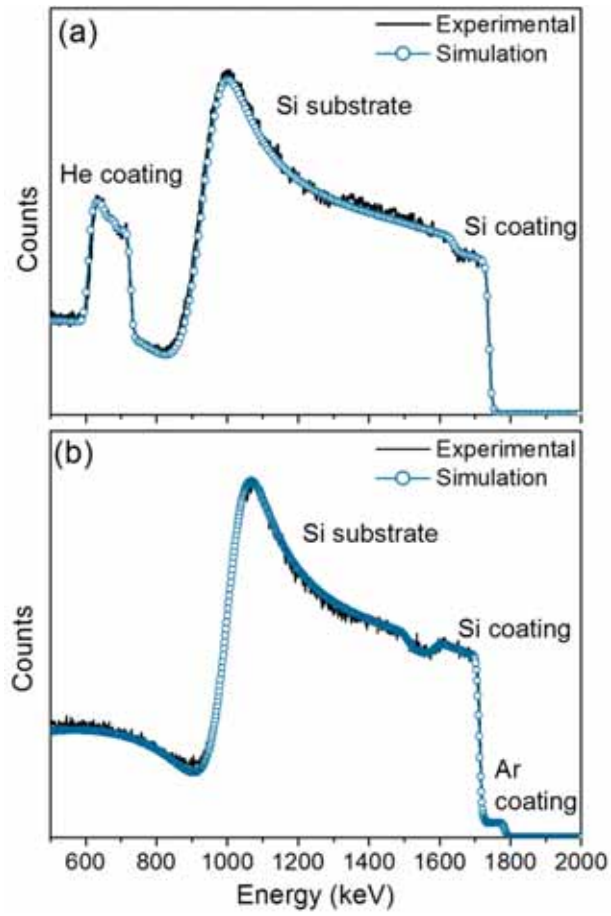 (a)
Experimental
Simulation
Si substrate
He coating
Si coating
Counts
(b)
Experimental
Simulation
Si substrate
Si coating
Ar
coating
Counts
600 800 1000 1200 1400 1600 1800 2000
Energy (keV)